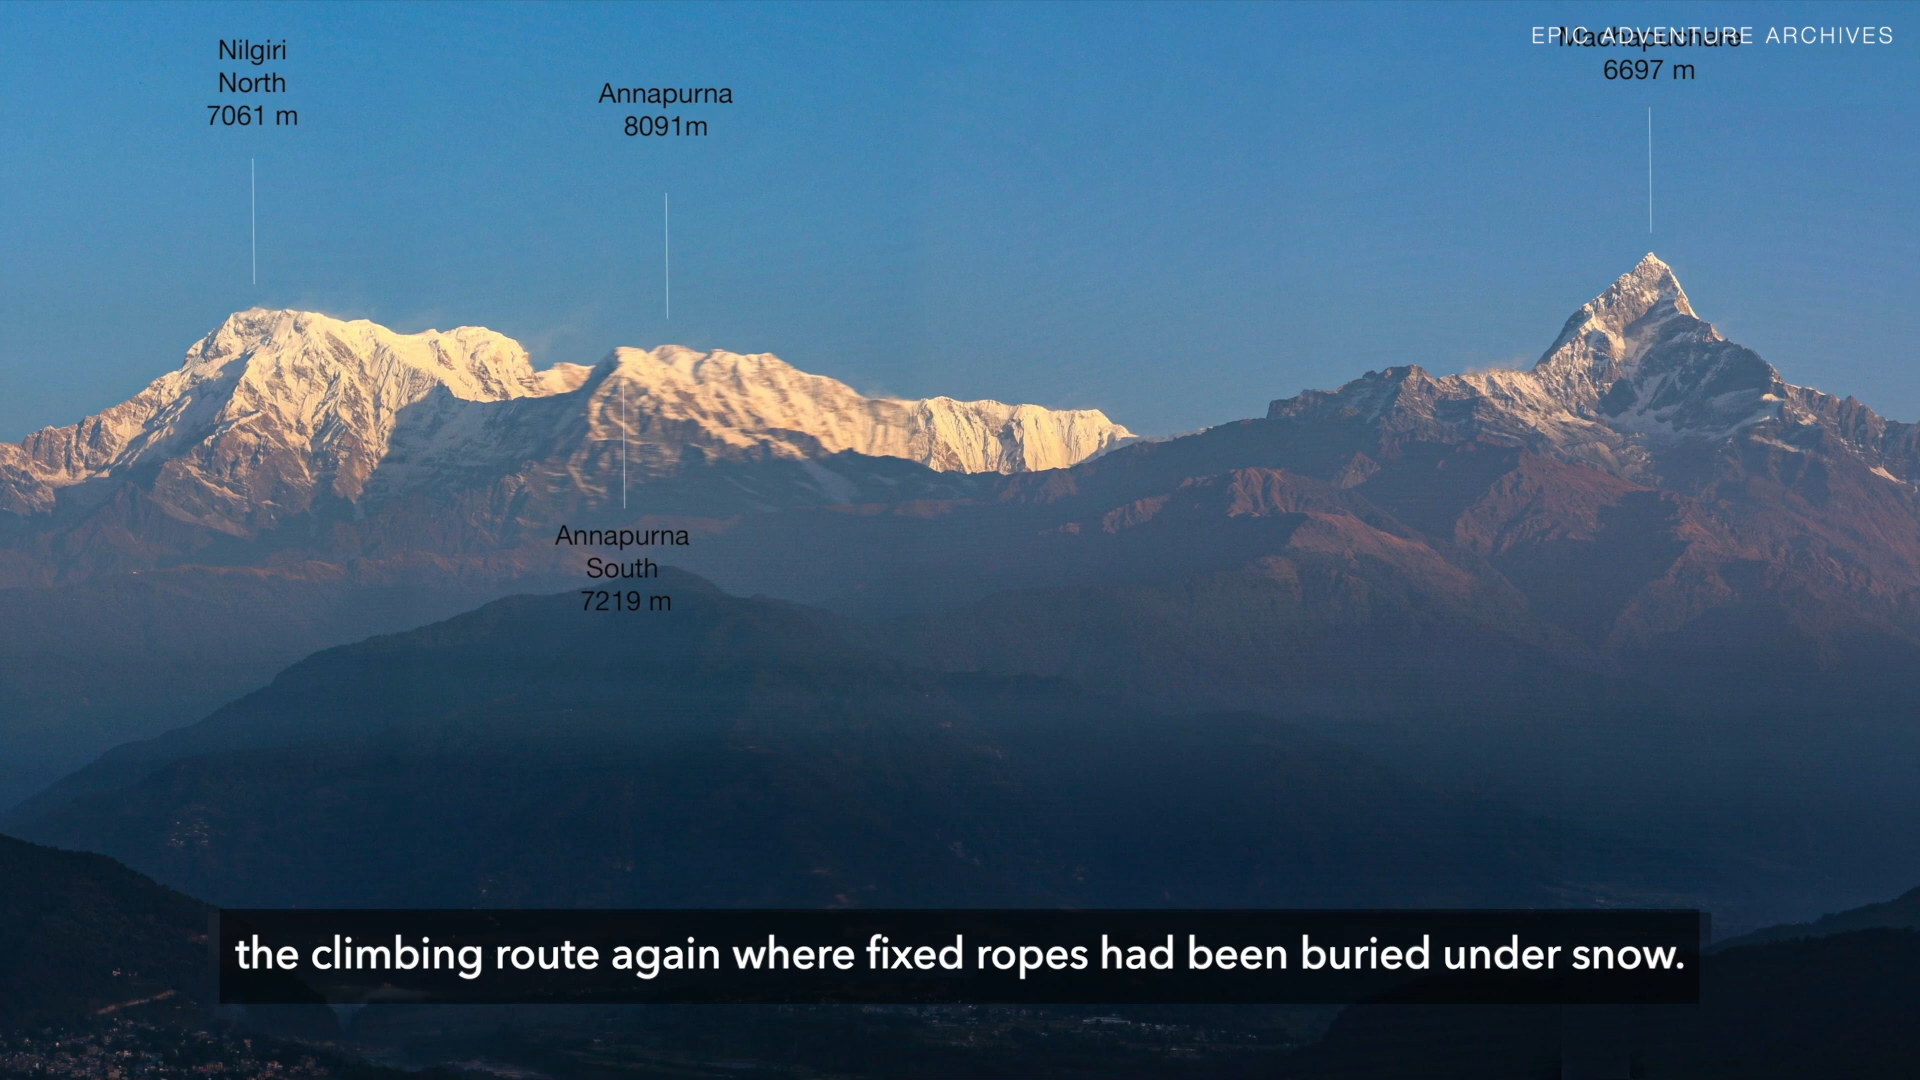 EPIC ADVENTURE ARCHIVES
Nilgiri
North
7061 m
Annapurna
8091m
Machapuchare
6697 m
Annapurna
South
7219 m
the climbing route again where fixed ropes had been buried under snow.